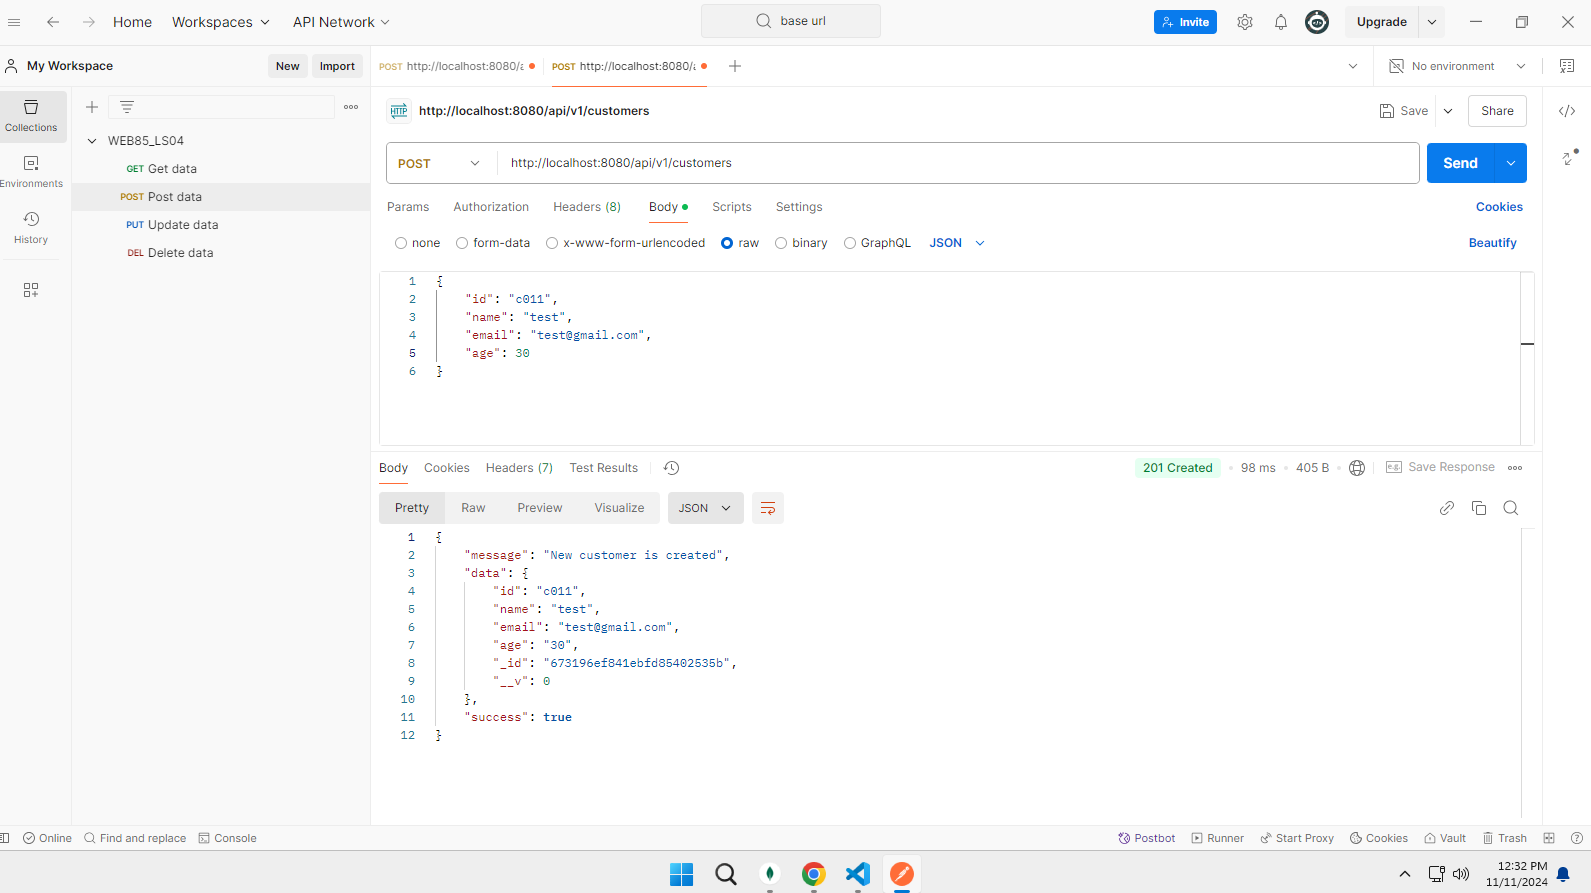 Home
Workspaces
API Network
base url
Invite
Upgrade
My Workspace
New
Import
POST http://localhost:8080/a
POST http://localhost:8080/a
No environment
Collections
Environments
History
WEB85_LS04
GET Get data
POST Post data
PUT Update data
DEL Delete data
HTTP
http://localhost:8080/api/v1/customers
Save
Share
POST
http://localhost:8080/api/v1/customers
Send
Params
Authorization
Headers (8)
Body
Scripts
Settings
Cookies
none
form-data
x-www-form-urlencoded
raw
binary
GraphQL
JSON
Beautify
1 {
2 "id": "c011",
3 "name": "test",
4 "email": "test@gmail.com",
5 "age": 30
6 }
Body
Cookies
Headers (7)
Test Results
201 Created
98 ms
405 B
e.g.
Save Response
Pretty
Raw
Preview
Visualize
JSON
1 {
2 "message": "New customer is created",
3 "data": {
4 "id": "c011",
5 "name": "test",
6 "email": "test@gmail.com",
7 "age": "30",
8 "_id": "673196ef841ebfd85402535b",
9 "__v": 0
10 },
11 "success": true
12 }
Online
Find and replace
Console
Postbot
Runner
Start Proxy
Cookies
Vault
Trash
12:32 PM
11/11/2024